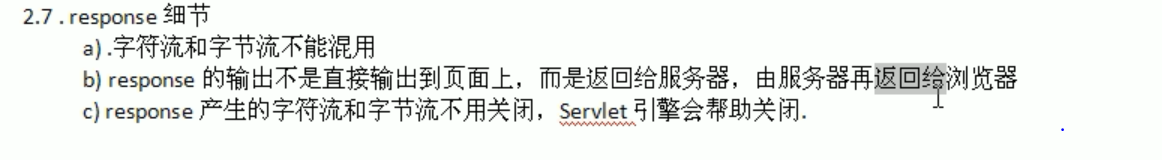 2.7 . response 细节
a) .字符流和字节流不能混用
b) response 的输出不是直接输出到页面上，而是返回给服务器，由服务器再返回给浏览器
c) response 产生的字符流和字节流不用关闭，Servlet 引擎会帮助关闭.